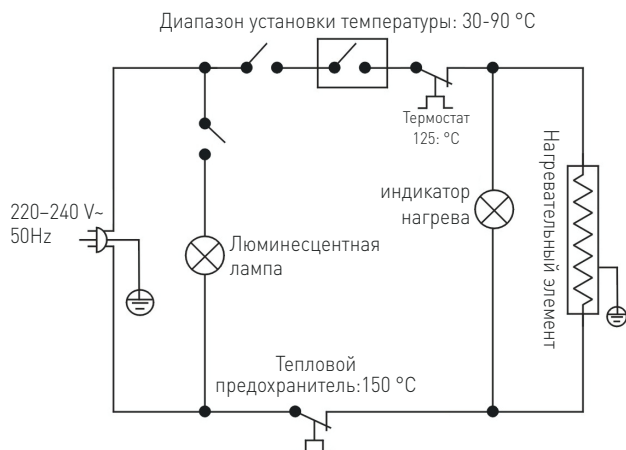 Диапазон установки температуры: 30-90 °C
Термостат
125: °C
Нагревательный элемент
индикатор
нагрева
220–240 V~
50Hz
Люминесцентная
лампа
Тепловой
предохранитель:150 °C